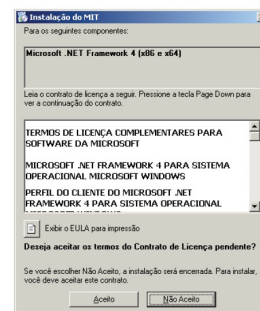 Instalação do MIT
Para os seguintes componentes:
Microsoft .NET Framework 4 (x86 e x64)
Leia o contrato de licença a seguir. Pressione a tecla Page Down para
ver a continuação do contrato.
TERMOS DE LICENÇA COMPLEMENTARES PARA
SOFTWARE DA MICROSOFT
MICROSOFT .NET FRAMEWORK 4 PARA SISTEMA
OPERACIONAL MICROSOFT WINDOWS
PERFIL DO CLIENTE DO MICROSOFT .NET
FRAMEWORK 4 PARA SISTEMA OPERACIONAL
Exibir o EULA para impressão
Deseja aceitar os termos do Contrato de Licença pendente?
Se você escolher Não Aceito, a instalação será encerrada. Para instalar,
você deve aceitar este contrato.
Aceito
Não Aceito